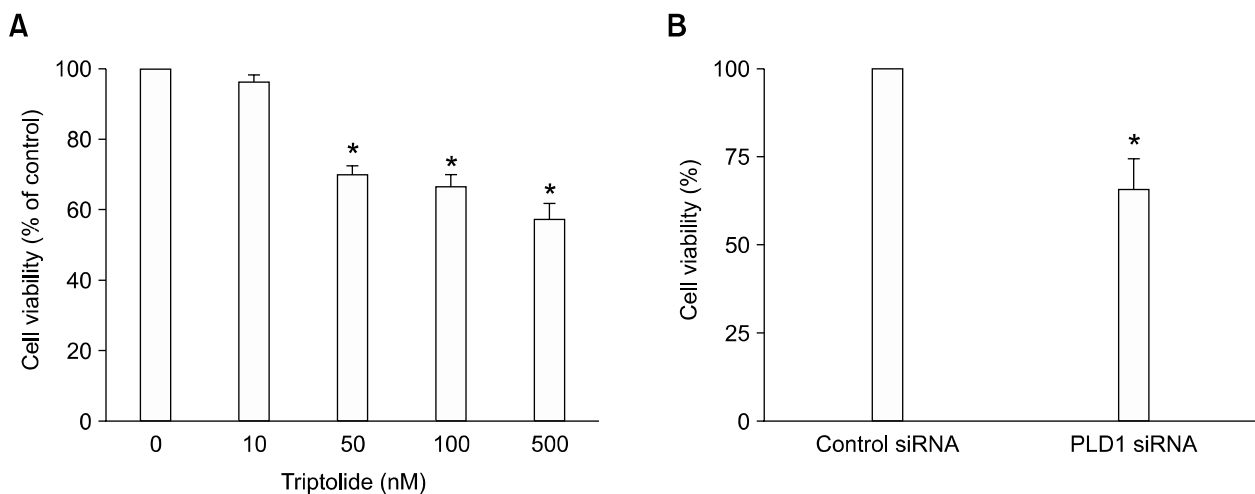 A
Cell viability (% of control)
100
80
60
40
20
0
*
*
*
0 10 50 100 500
Triptolide (nM)
B
Cell viability (%)
100
75
50
25
0
*
Control siRNA PLD1 siRNA